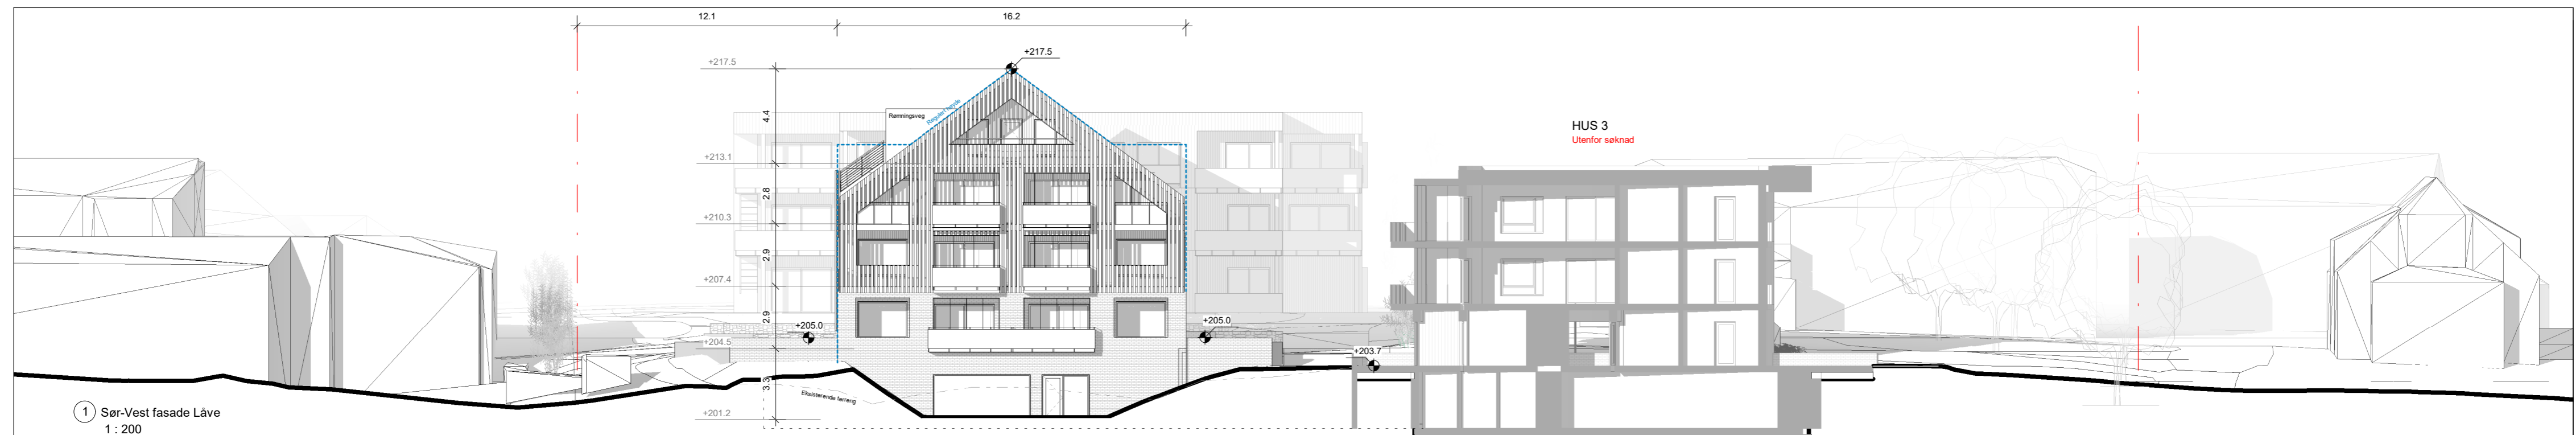 12.1
16.2
+217.5
+217.5
4.4
Regulert høyde
Rømningsveg
HUS 3
Utenfor søknad
+213.1
2.8
+210.3
2.9
+207.4
2.9
+205.0
+205.0
+204.5
+203.7
3.3
Eksisterende terreng
+201.2
1 Sør-Vest fasade Låve
1 : 200